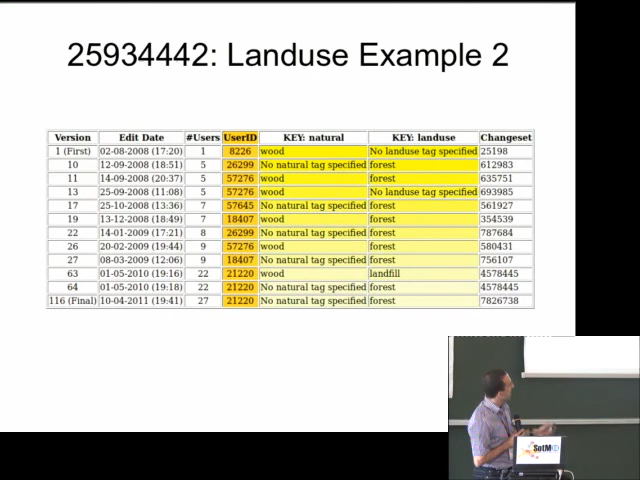 25934442: Landuse Example 2
Version Edit Date #Users UserID KEY: natural KEY: landuse Changeset
1 (First) 02-08-2008 (17:20) 1 8226 wood No landuse tag specified 25198
10 12-09-2008 (18:51) 5 26299 No natural tag specified forest 612983
11 14-09-2008 (20:37) 5 57276 wood forest 635751
13 25-09-2008 (11:08) 5 57276 wood No landuse tag specified 693985
17 25-10-2008 (13:36) 7 57645 No natural tag specified forest 561927
19 13-12-2008 (18:49) 7 18407 wood forest 354539
22 14-01-2009 (17:21) 8 26299 No natural tag specified forest 787684
26 20-02-2009 (19:44) 9 57276 wood forest 580431
27 08-03-2009 (12:06) 9 18407 No natural tag specified forest 756107
63 01-05-2010 (19:16) 22 21220 wood landfill 4578445
64 01-05-2010 (19:18) 22 21220 No natural tag specified forest 4578445
116 (Final) 10-04-2011 (19:41) 27 21220 No natural tag specified forest 7826738
SotM